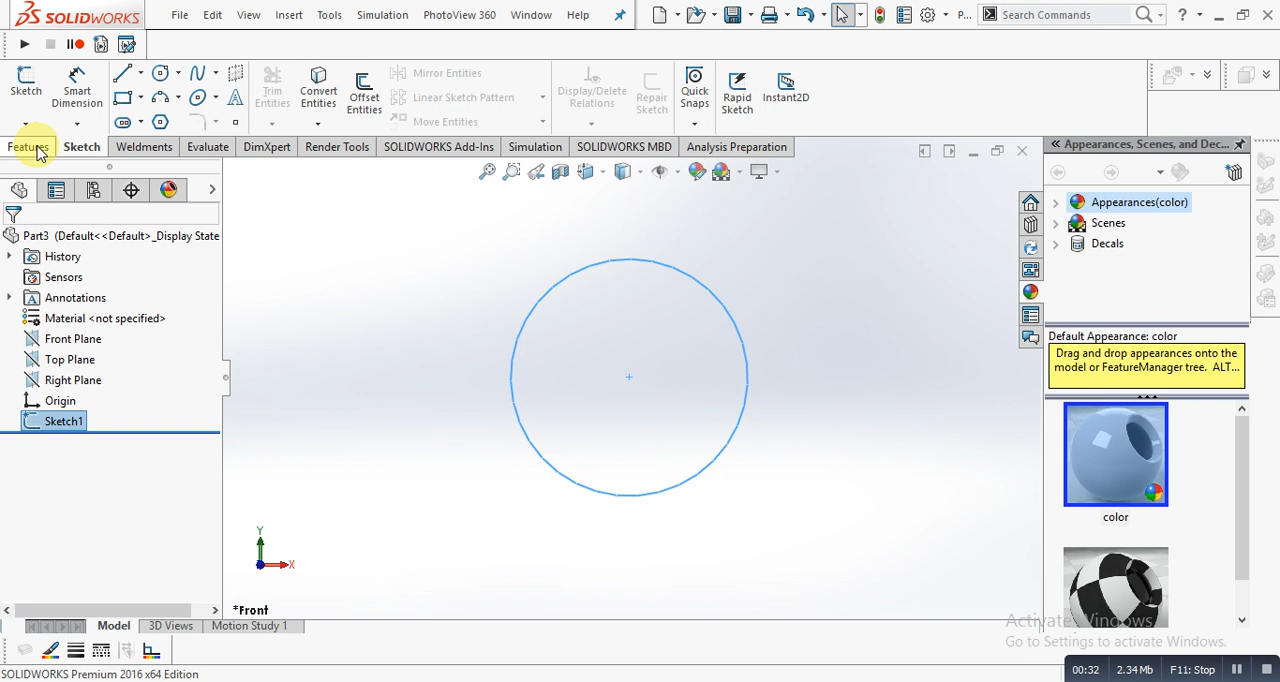 SOLIDWORKS
File Edit View Insert Tools Simulation PhotoView 360 Window Help
P... Search Commands ?
Sketch
Smart Dimension
Trim Entities
Convert Entities
Offset Entities
Mirror Entities
Linear Sketch Pattern
Move Entities
Display/Delete Relations
Repair Sketch
Quick Snaps
Rapid Sketch
Instant2D
Features Sketch Weldments Evaluate DimXpert Render Tools SOLIDWORKS Add-Ins Simulation SOLIDWORKS MBD Analysis Preparation
Appearances, Scenes, and Dec...
Part3 (Default<<Default>_Display State
History
Sensors
Annotations
Material <not specified>
Front Plane
Top Plane
Right Plane
Origin
Sketch1
Appearances(color)
Scenes
Decals
Default Appearance: color
Drag and drop appearances onto the
model or FeatureManager tree. ALT...
color
Y
X
*Front
Model 3D Views Motion Study 1
Activate Windows
Go to Settings to activate Windows.
SOLIDWORKS Premium 2016 x64 Edition
00:32 2.34 Mb F11: Stop